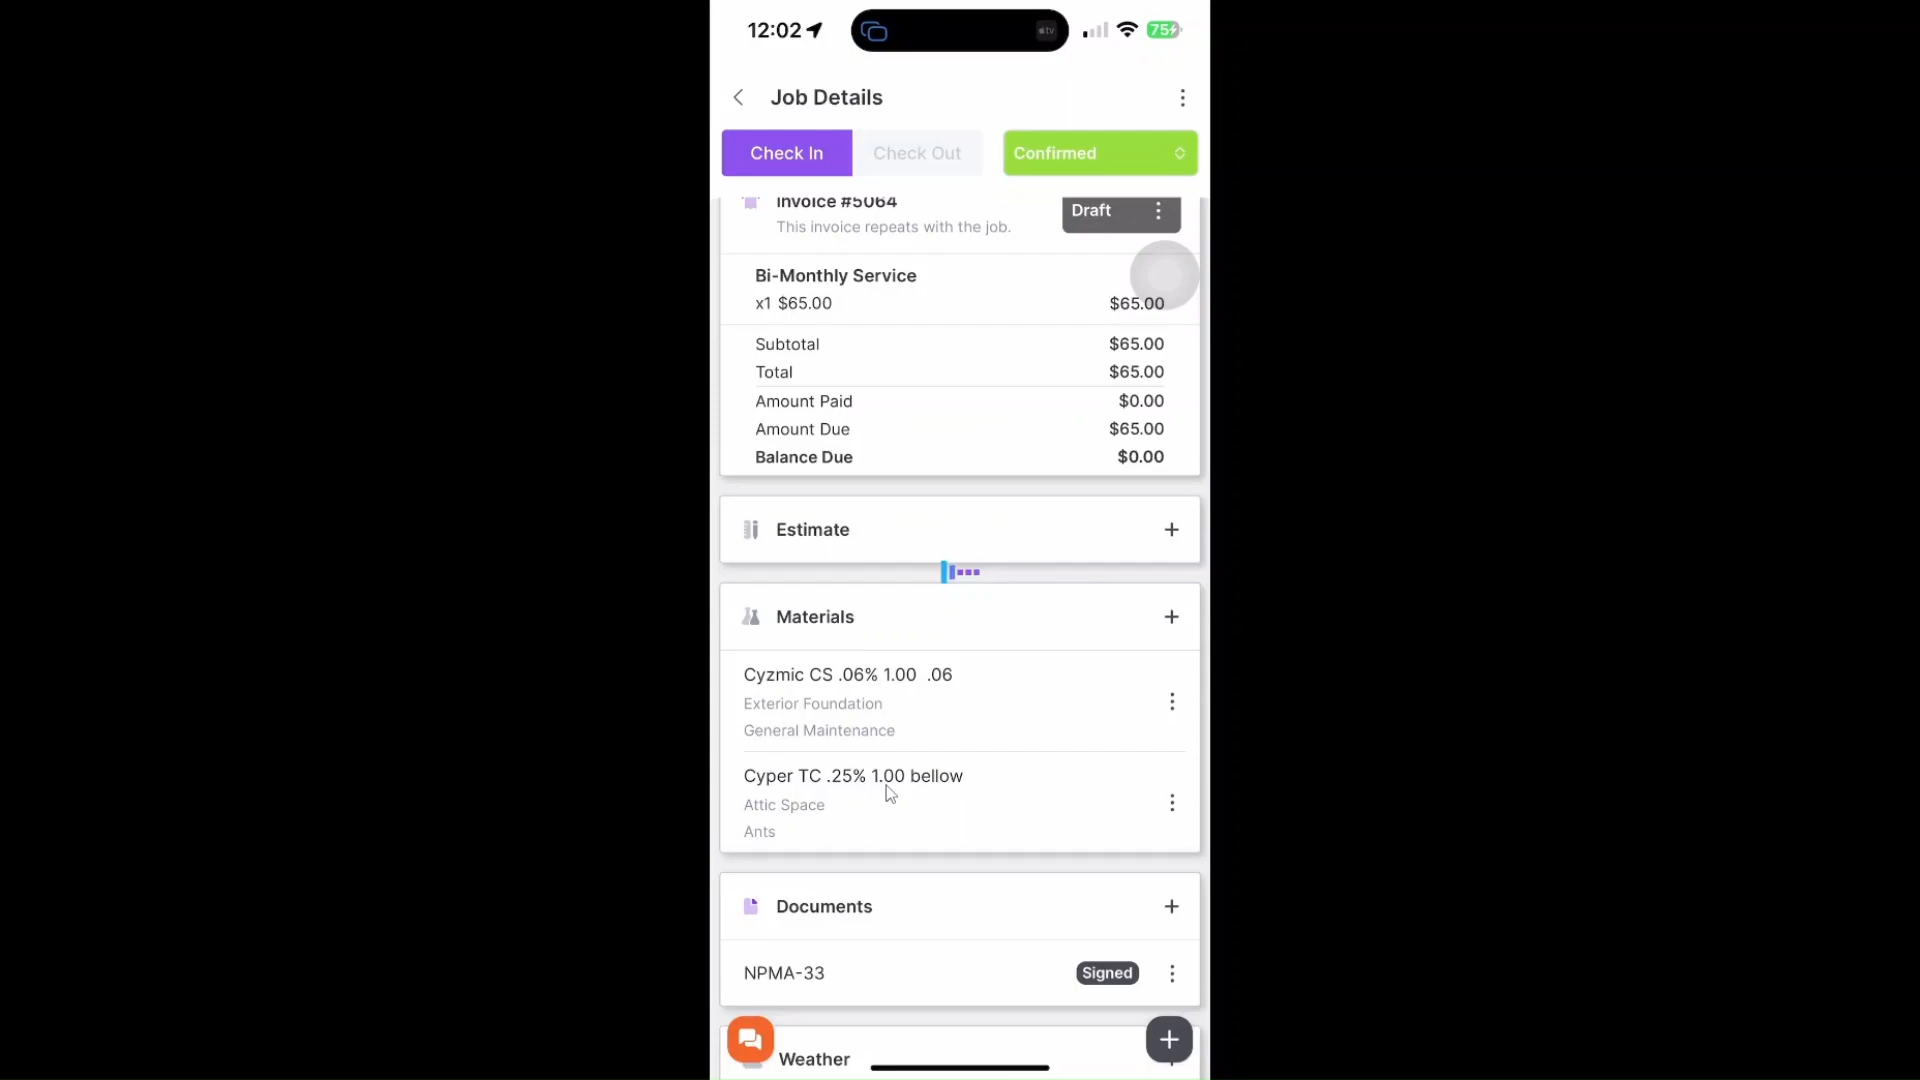 12:02
tv
75
Job Details
Check In
Check Out
Confirmed
Invoice #5064
This invoice repeats with the job.
Draft
Bi-Monthly Service
x1 $65.00
$65.00
Subtotal
$65.00
Total
$65.00
Amount Paid
$0.00
Amount Due
$65.00
Balance Due
$0.00
Estimate
Materials
Cyzmic CS .06% 1.00 .06
Exterior Foundation
General Maintenance
Cyper TC .25% 1.00 bellow
Attic Space
Ants
Documents
NPMA-33
Signed
Weather